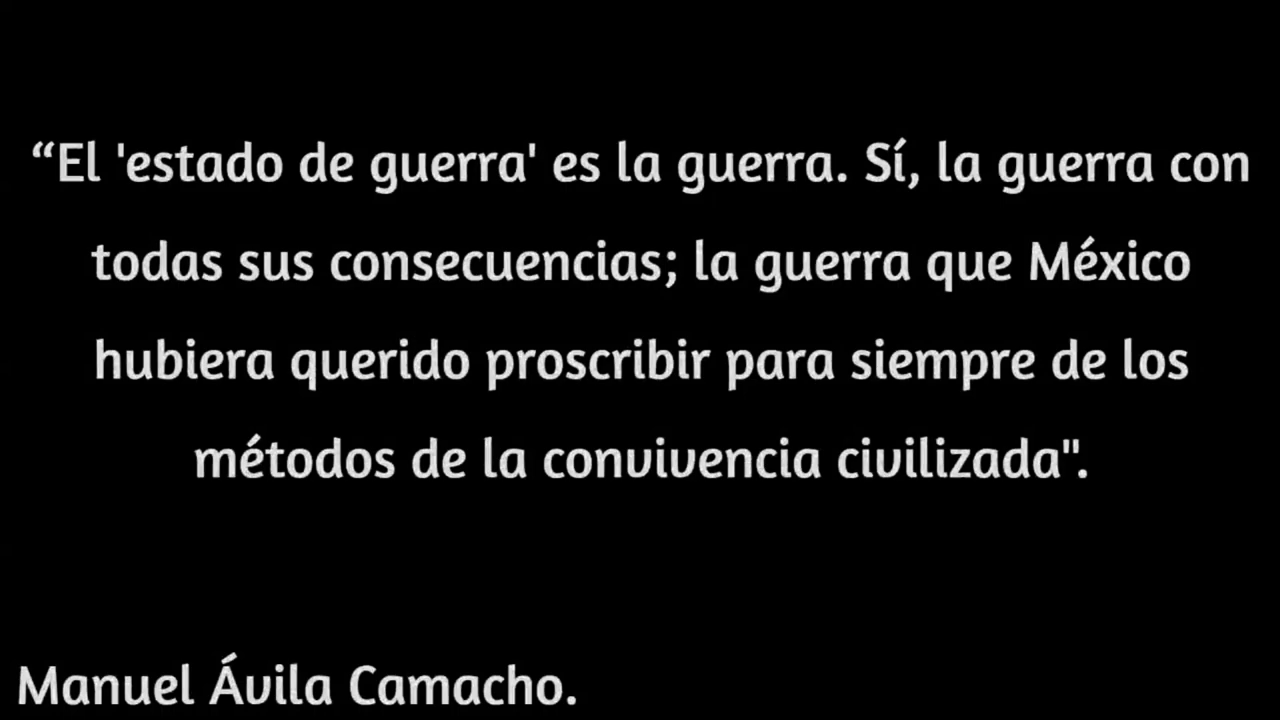 “El 'estado de guerra' es la guerra. Sí, la guerra con
todas sus consecuencias; la guerra que México
hubiera querido proscribir para siempre de los
métodos de la convivencia civilizada".
Manuel Ávila Camacho.